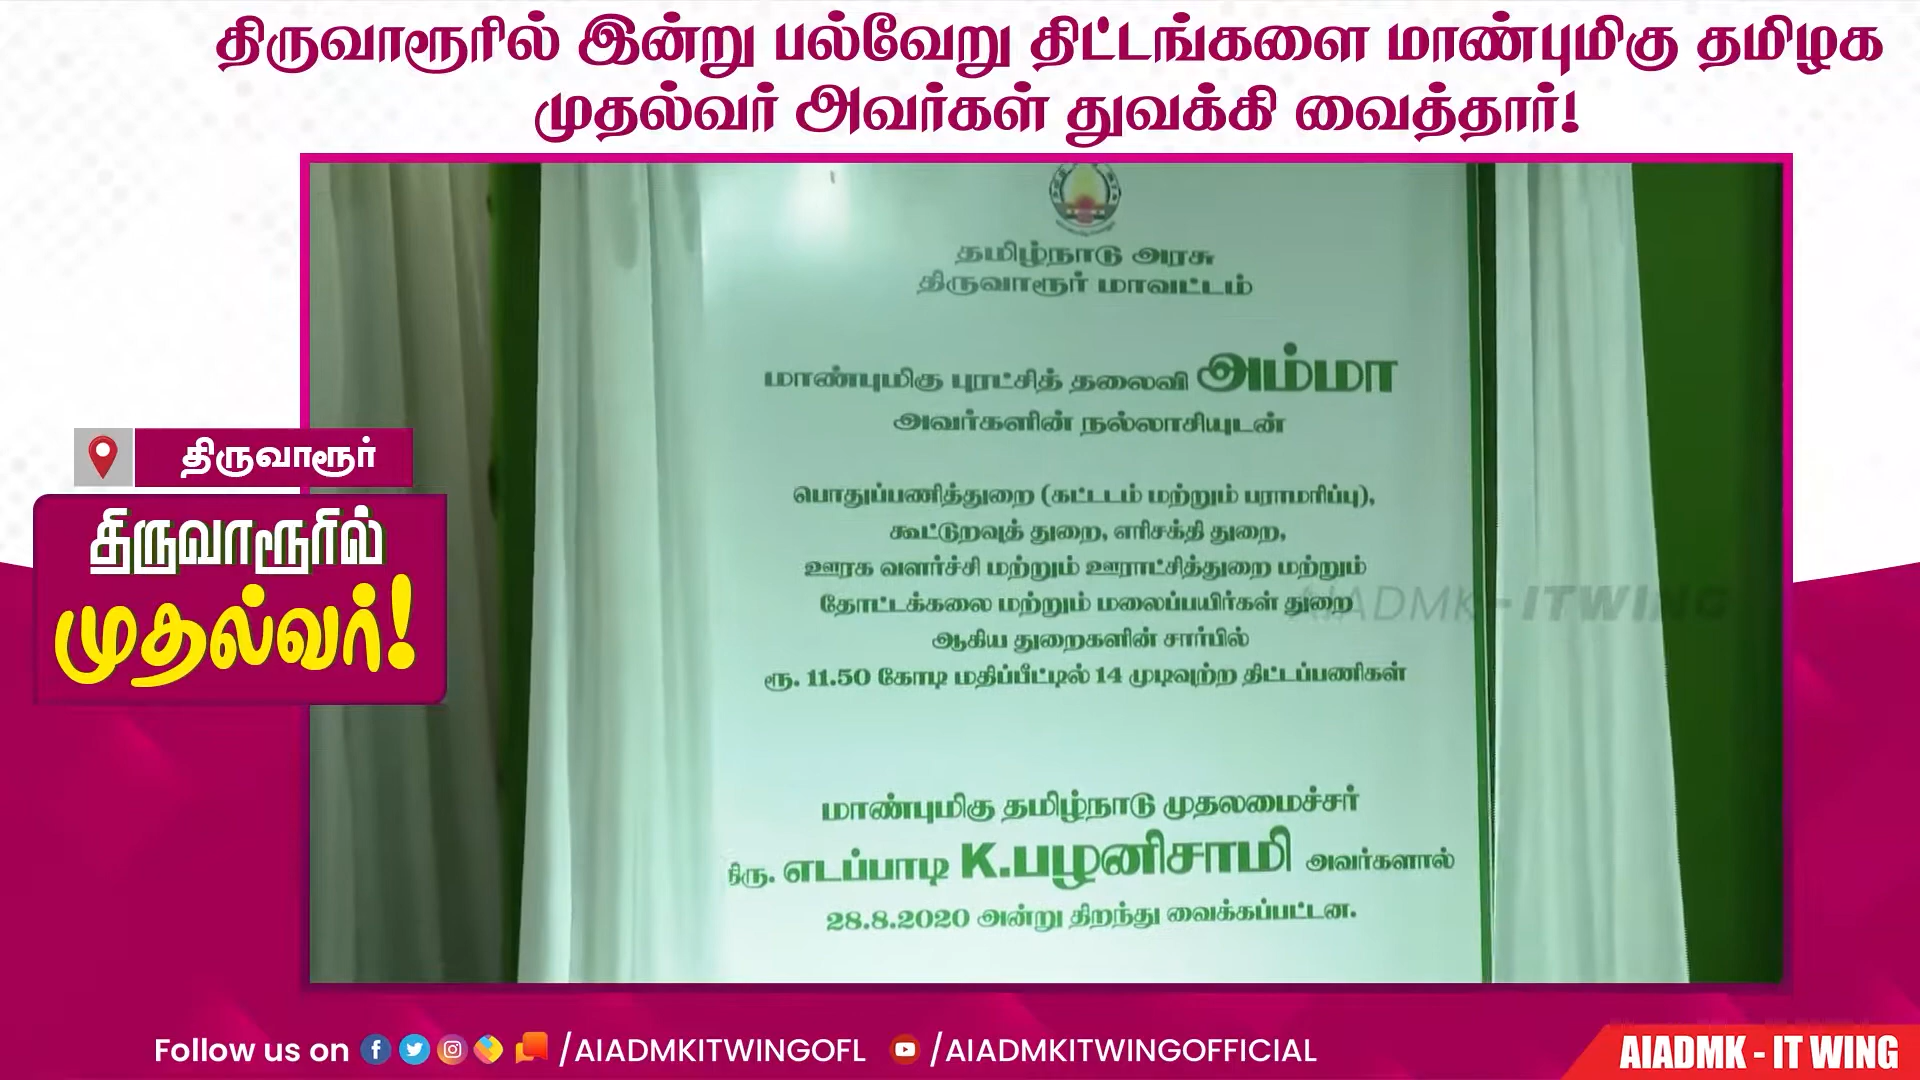 திருவாரூரில் இன்று பல்வேறு திட்டங்களை மாண்புமிகு தமிழக
முதல்வர் அவர்கள் துவக்கி வைத்தார்!
தமிழ்நாடு அரசு
திருவாரூர் மாவட்டம்
மாண்புமிகு புரட்சித் தலைவி அம்மா
அவர்களின் நல்லாசியுடன்
பொதுப்பணித்துறை (கட்டடம் மற்றும் பராமரிப்பு),
கூட்டுறவுத் துறை, எரிசக்தி துறை,
ஊரக வளர்ச்சி மற்றும் ஊராட்சித்துறை மற்றும்
தோட்டக்கலை மற்றும் மலைப்பயிர்கள் துறை
ஆகிய துறைகளின் சார்பில்
ரூ. 11.50 கோடி மதிப்பீட்டில் 14 முடிவுற்ற திட்டப்பணிகள்
மாண்புமிகு தமிழ்நாடு முதலமைச்சர்
திரு. எடப்பாடி K.பழனிசாமி அவர்களால்
28.8.2020 அன்று திறந்து வைக்கப்பட்டன.
AIADMK - ITWING
திருவாரூர்
திருவாரூரில்
முதல்வர்!
Follow us on /AIADMKITWINGOFL /AIADMKITWINGOFFICIAL
AIADMK - IT WING